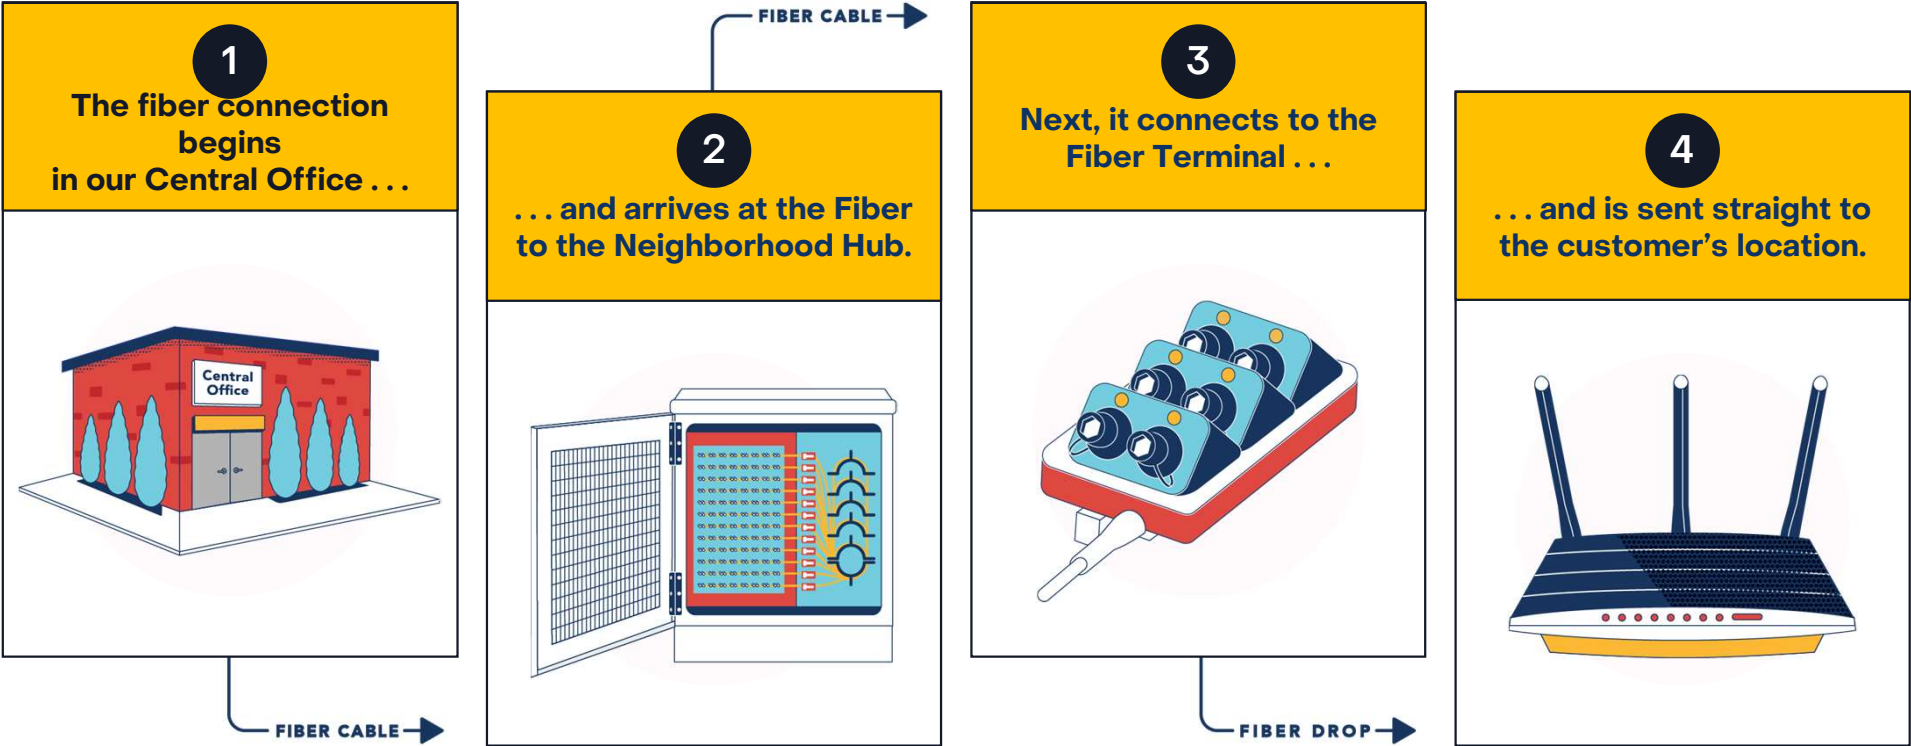 1
The fiber connection
begins
in our Central Office . . .
Central
Office
FIBER CABLE
2
. . . and arrives at the Fiber
to the Neighborhood Hub.
FIBER CABLE
3
Next, it connects to the
Fiber Terminal . . .
FIBER DROP
4
. . . and is sent straight to
the customer’s location.